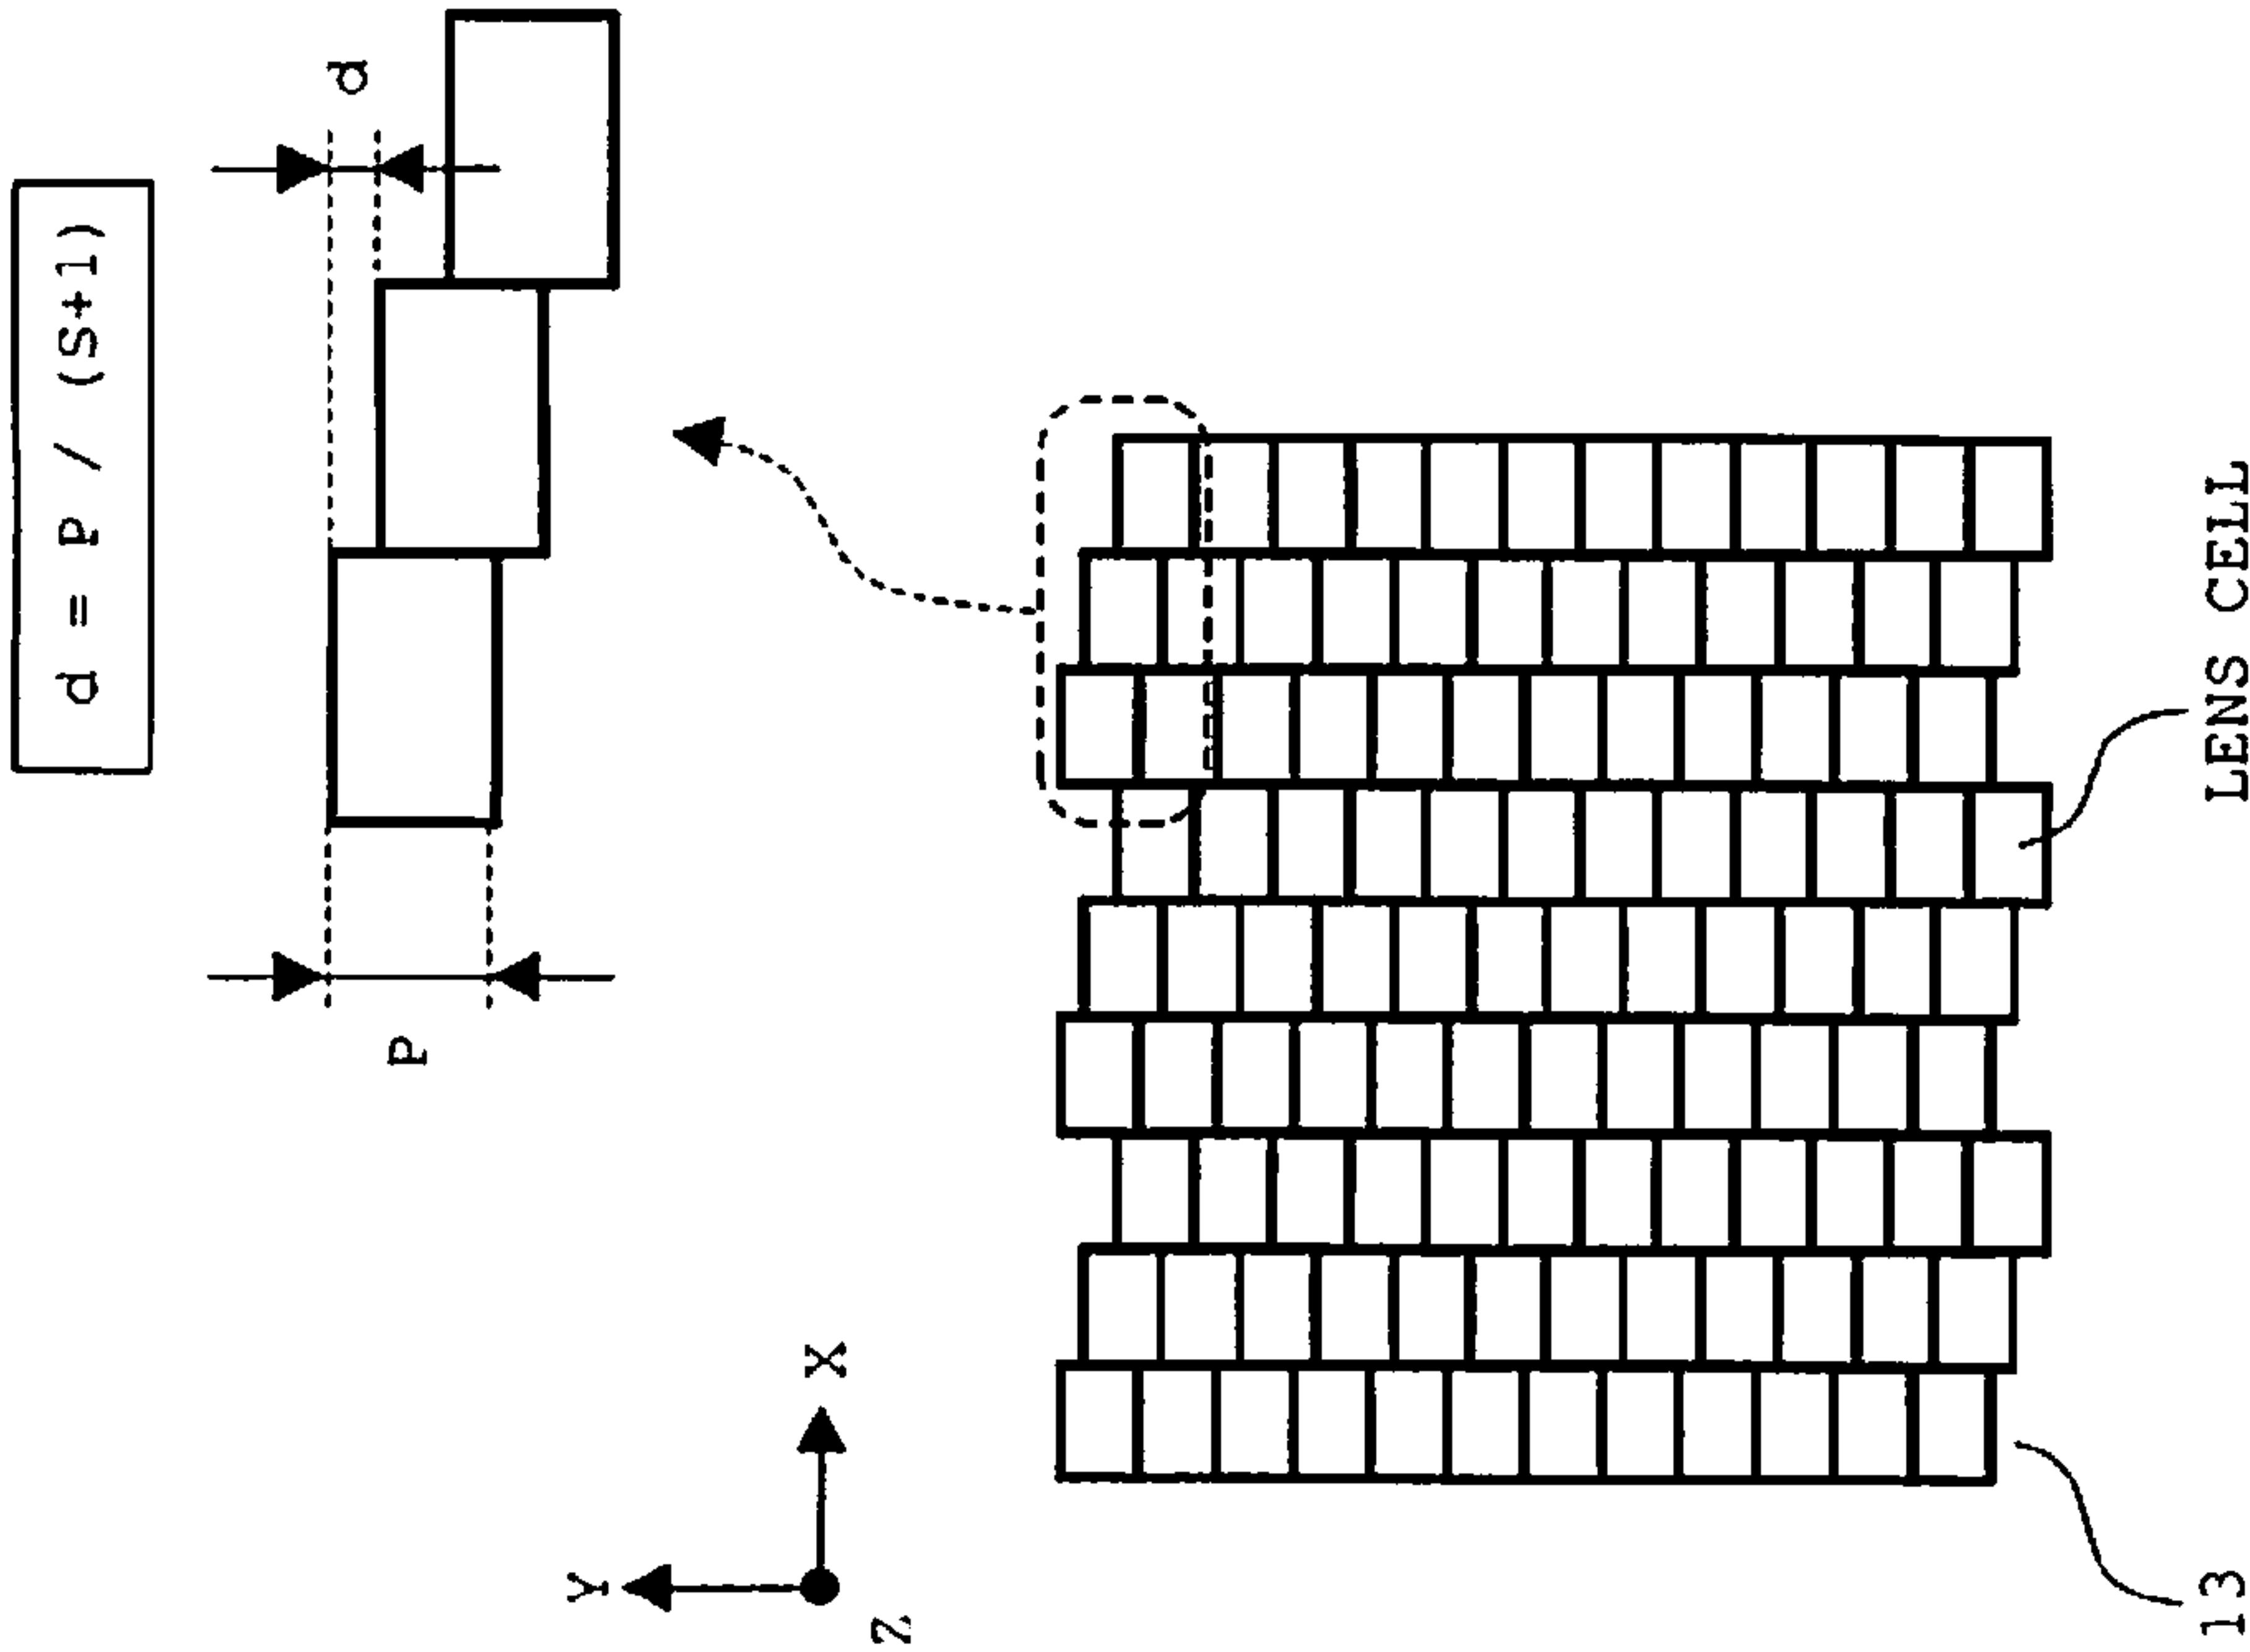 d = P / (S+1)
P
d
Y
X
Z
13
LENS CELL